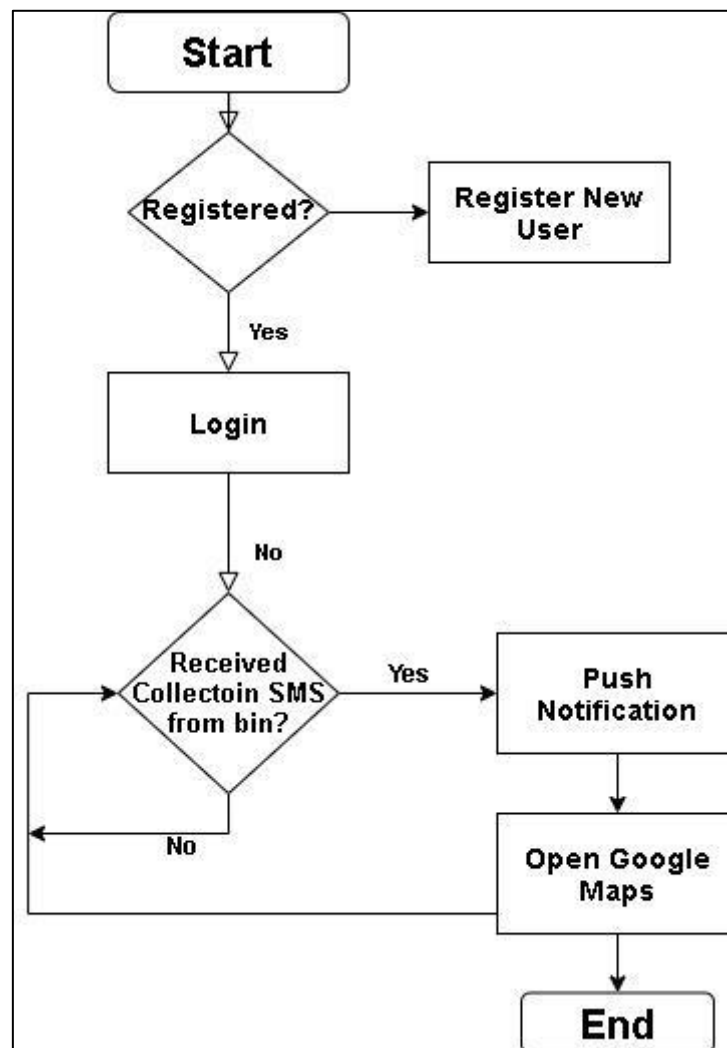 Start
Registered?
Register New
User
Yes
Login
No
Received
Collectoin SMS
from bin?
Yes
Push
Notification
No
Open Google
Maps
End